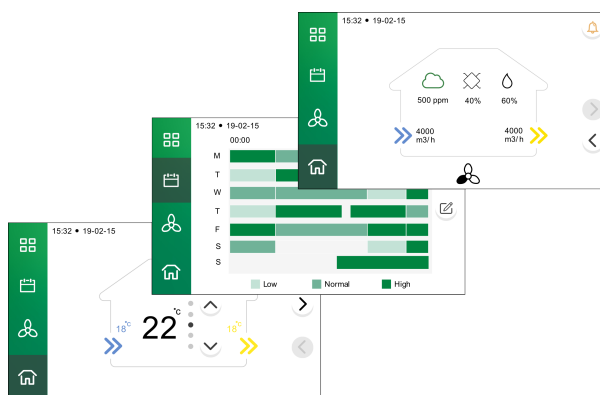 15:32 • 19-02-15
500 ppm
40%
60%
4000
m3/h
4000
m3/h
15:32 • 19-02-15
00:00
M
T
W
T
F
S
S
Low
Normal
High
15:32 • 19-02-15
22°C
18°C
18°C